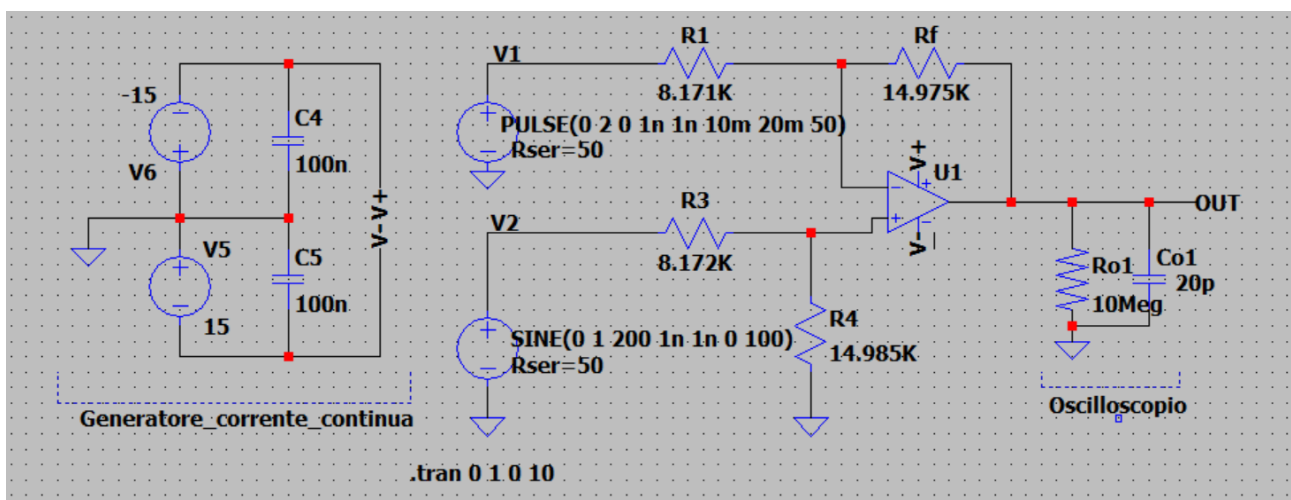 -15
V6
C4
100n
V-V+
V5
15
C5
100n
Generatore_corrente_continua
V1
R1
8.171K
Rf
14.975K
PULSE(0 2 0 1n 1n 10m 20m 50)
Rser=50
V+
U1
V-
V2
R3
8.172K
SINE(0 1 200 1n 1n 0 100)
Rser=50
R4
14.985K
OUT
Ro1
10Meg
Co1
20p
Oscilloscopio
.tran 0 1 0 10